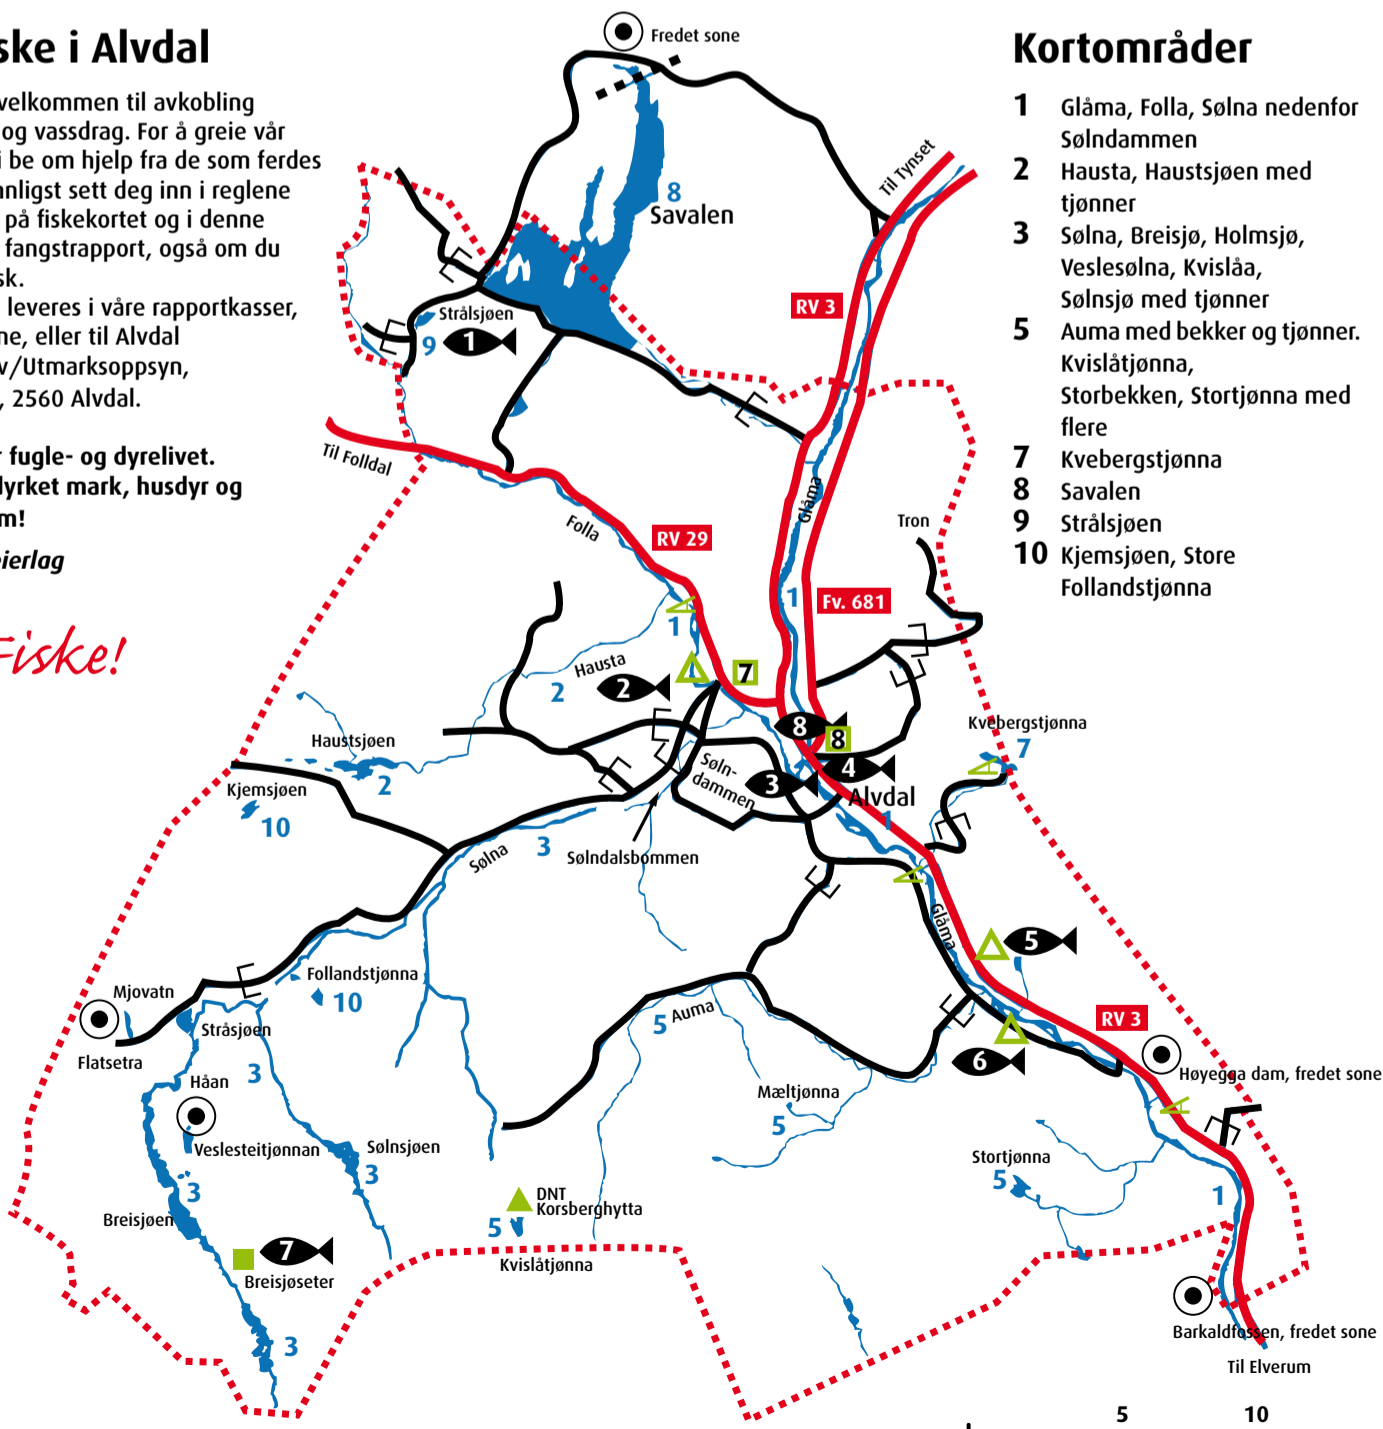 ske i Alvdal
velkommen til avkobling
og vassdrag. For å greie vår
i be om hjelp fra de som ferdes
nnligst sett deg inn i reglene
på fiskekortet og i denne
fangstrapport, også om du
sk.
leveres i våre rapportkasser,
ne, eller til Alvdal
v/Utmarksoppsyn,
, 2560 Alvdal.
r fugle- og dyrelivet.
lyrket mark, husdyr og
m!
eierlag
Fiske!
Kortområder
1 Glåma, Folla, Sølna nedenfor
Sølndammen
2 Hausta, Haustsjøen med
tjønner
3 Sølna, Breisjø, Holmsjø,
Veslesølna, Kvislåa,
Sølnsjø med tjønner
5 Auma med bekker og tjønner.
Kvislåtjønna,
Storbekken, Stortjønna med
flere
7 Kvebergstjønna
8 Savalen
9 Strålsjøen
10 Kjemsjøen, Store
Follandstjønna
Fredet sone
Til Tynset
8
Savalen
RV 3
Strålsjøen
9
1
Til Folldal
Folla
RV 29
Glåma
Tron
1
Fv. 681
1
Hausta
2
2
7
8
8
Kvebergstjønna
7
Haustsjøen
2
Kjemsjøen
10
Søln-
dammen
3
4
Alvdal
1
Sølna
3
Sølndalsbommen
Glåma
5
Follandstjønna
10
Mjovatn
Flatsetra
Stråsjøen
5
Auma
RV 3
6
Høyegga dam, fredet sone
Håan
3
Mæltjønna
5
Veslesteitjønnan
Sølnsjøen
3
3
Stortjønna
5
DNT
Korsberghytta
5
1
Breisjøen
7
Breisjøseter
Kvislåtjønna
3
Barkaldfossen, fredet sone
Til Elverum
5 10